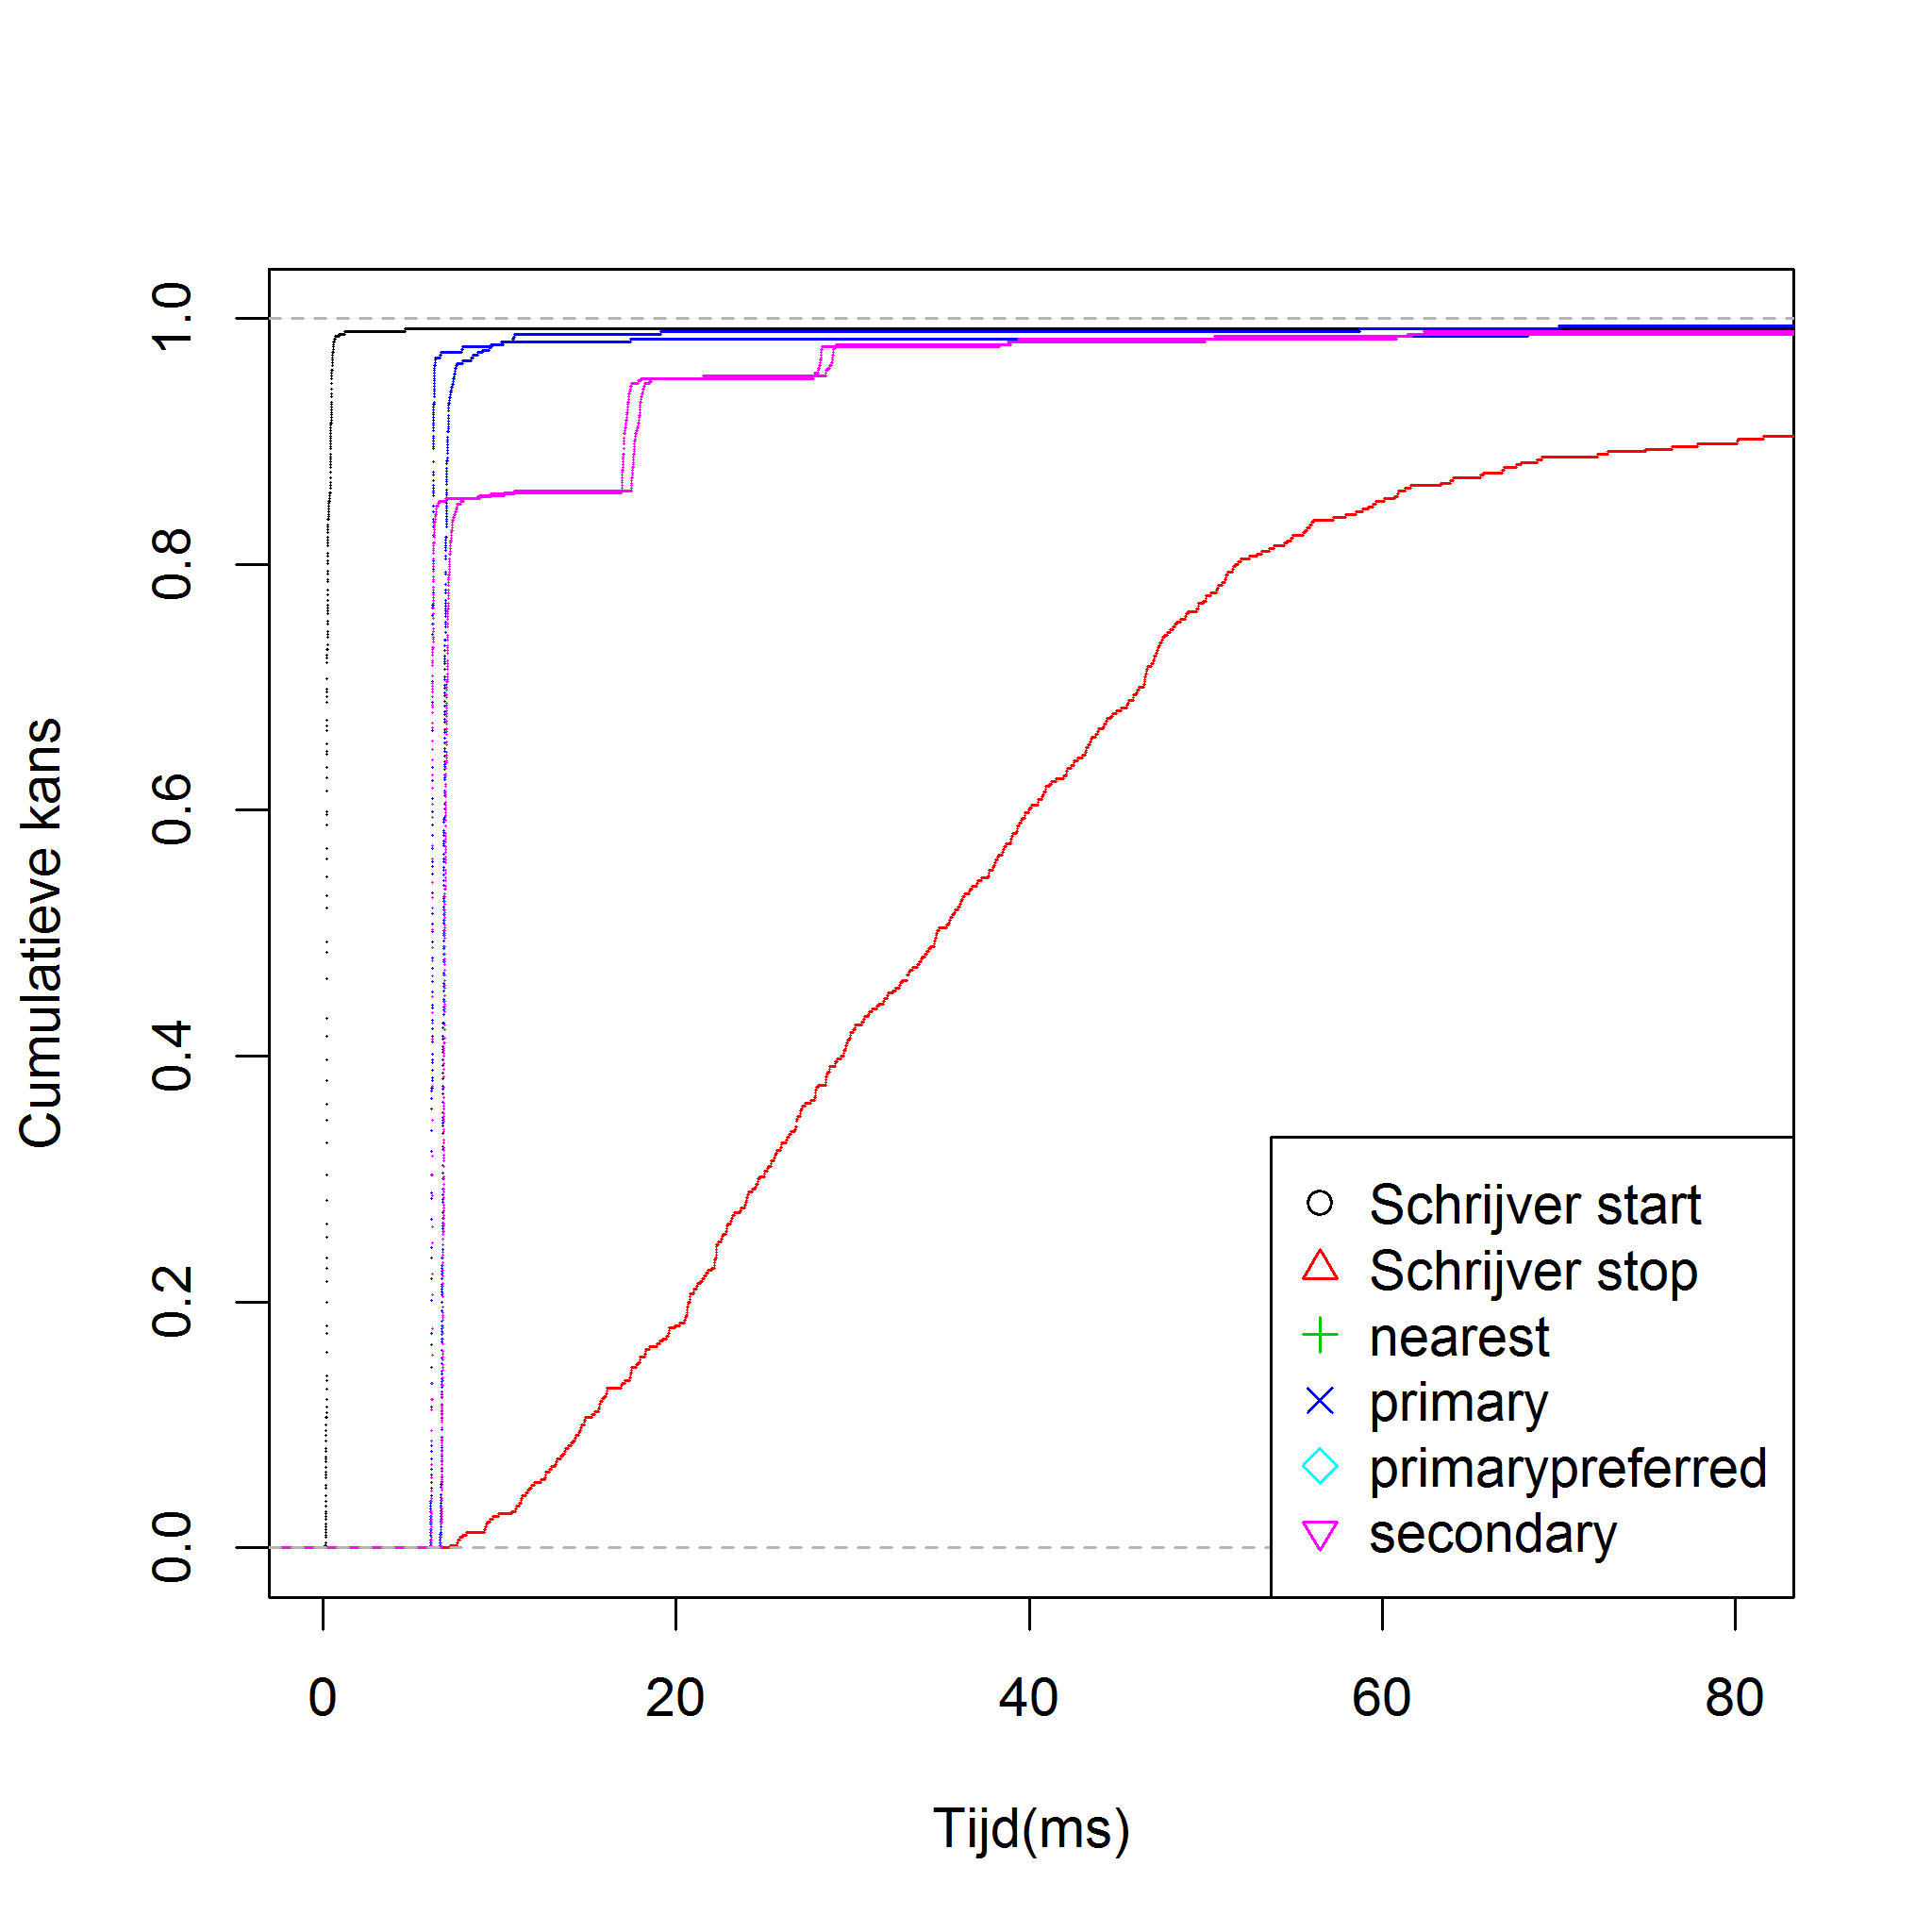 Cumulatieve kans
1.0
0.8
0.6
0.4
0.2
0.0
Schrijver start
Schrijver stop
nearest
primary
primarypreferred
secondary
0 20 40 60 80
Tijd(ms)